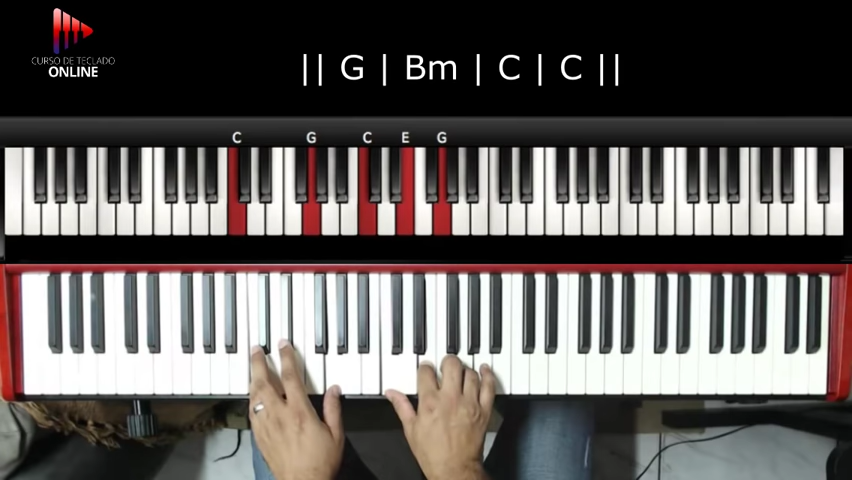 CURSO DE TECLADO
ONLINE
|| G | Bm | C | C ||
C G C E G